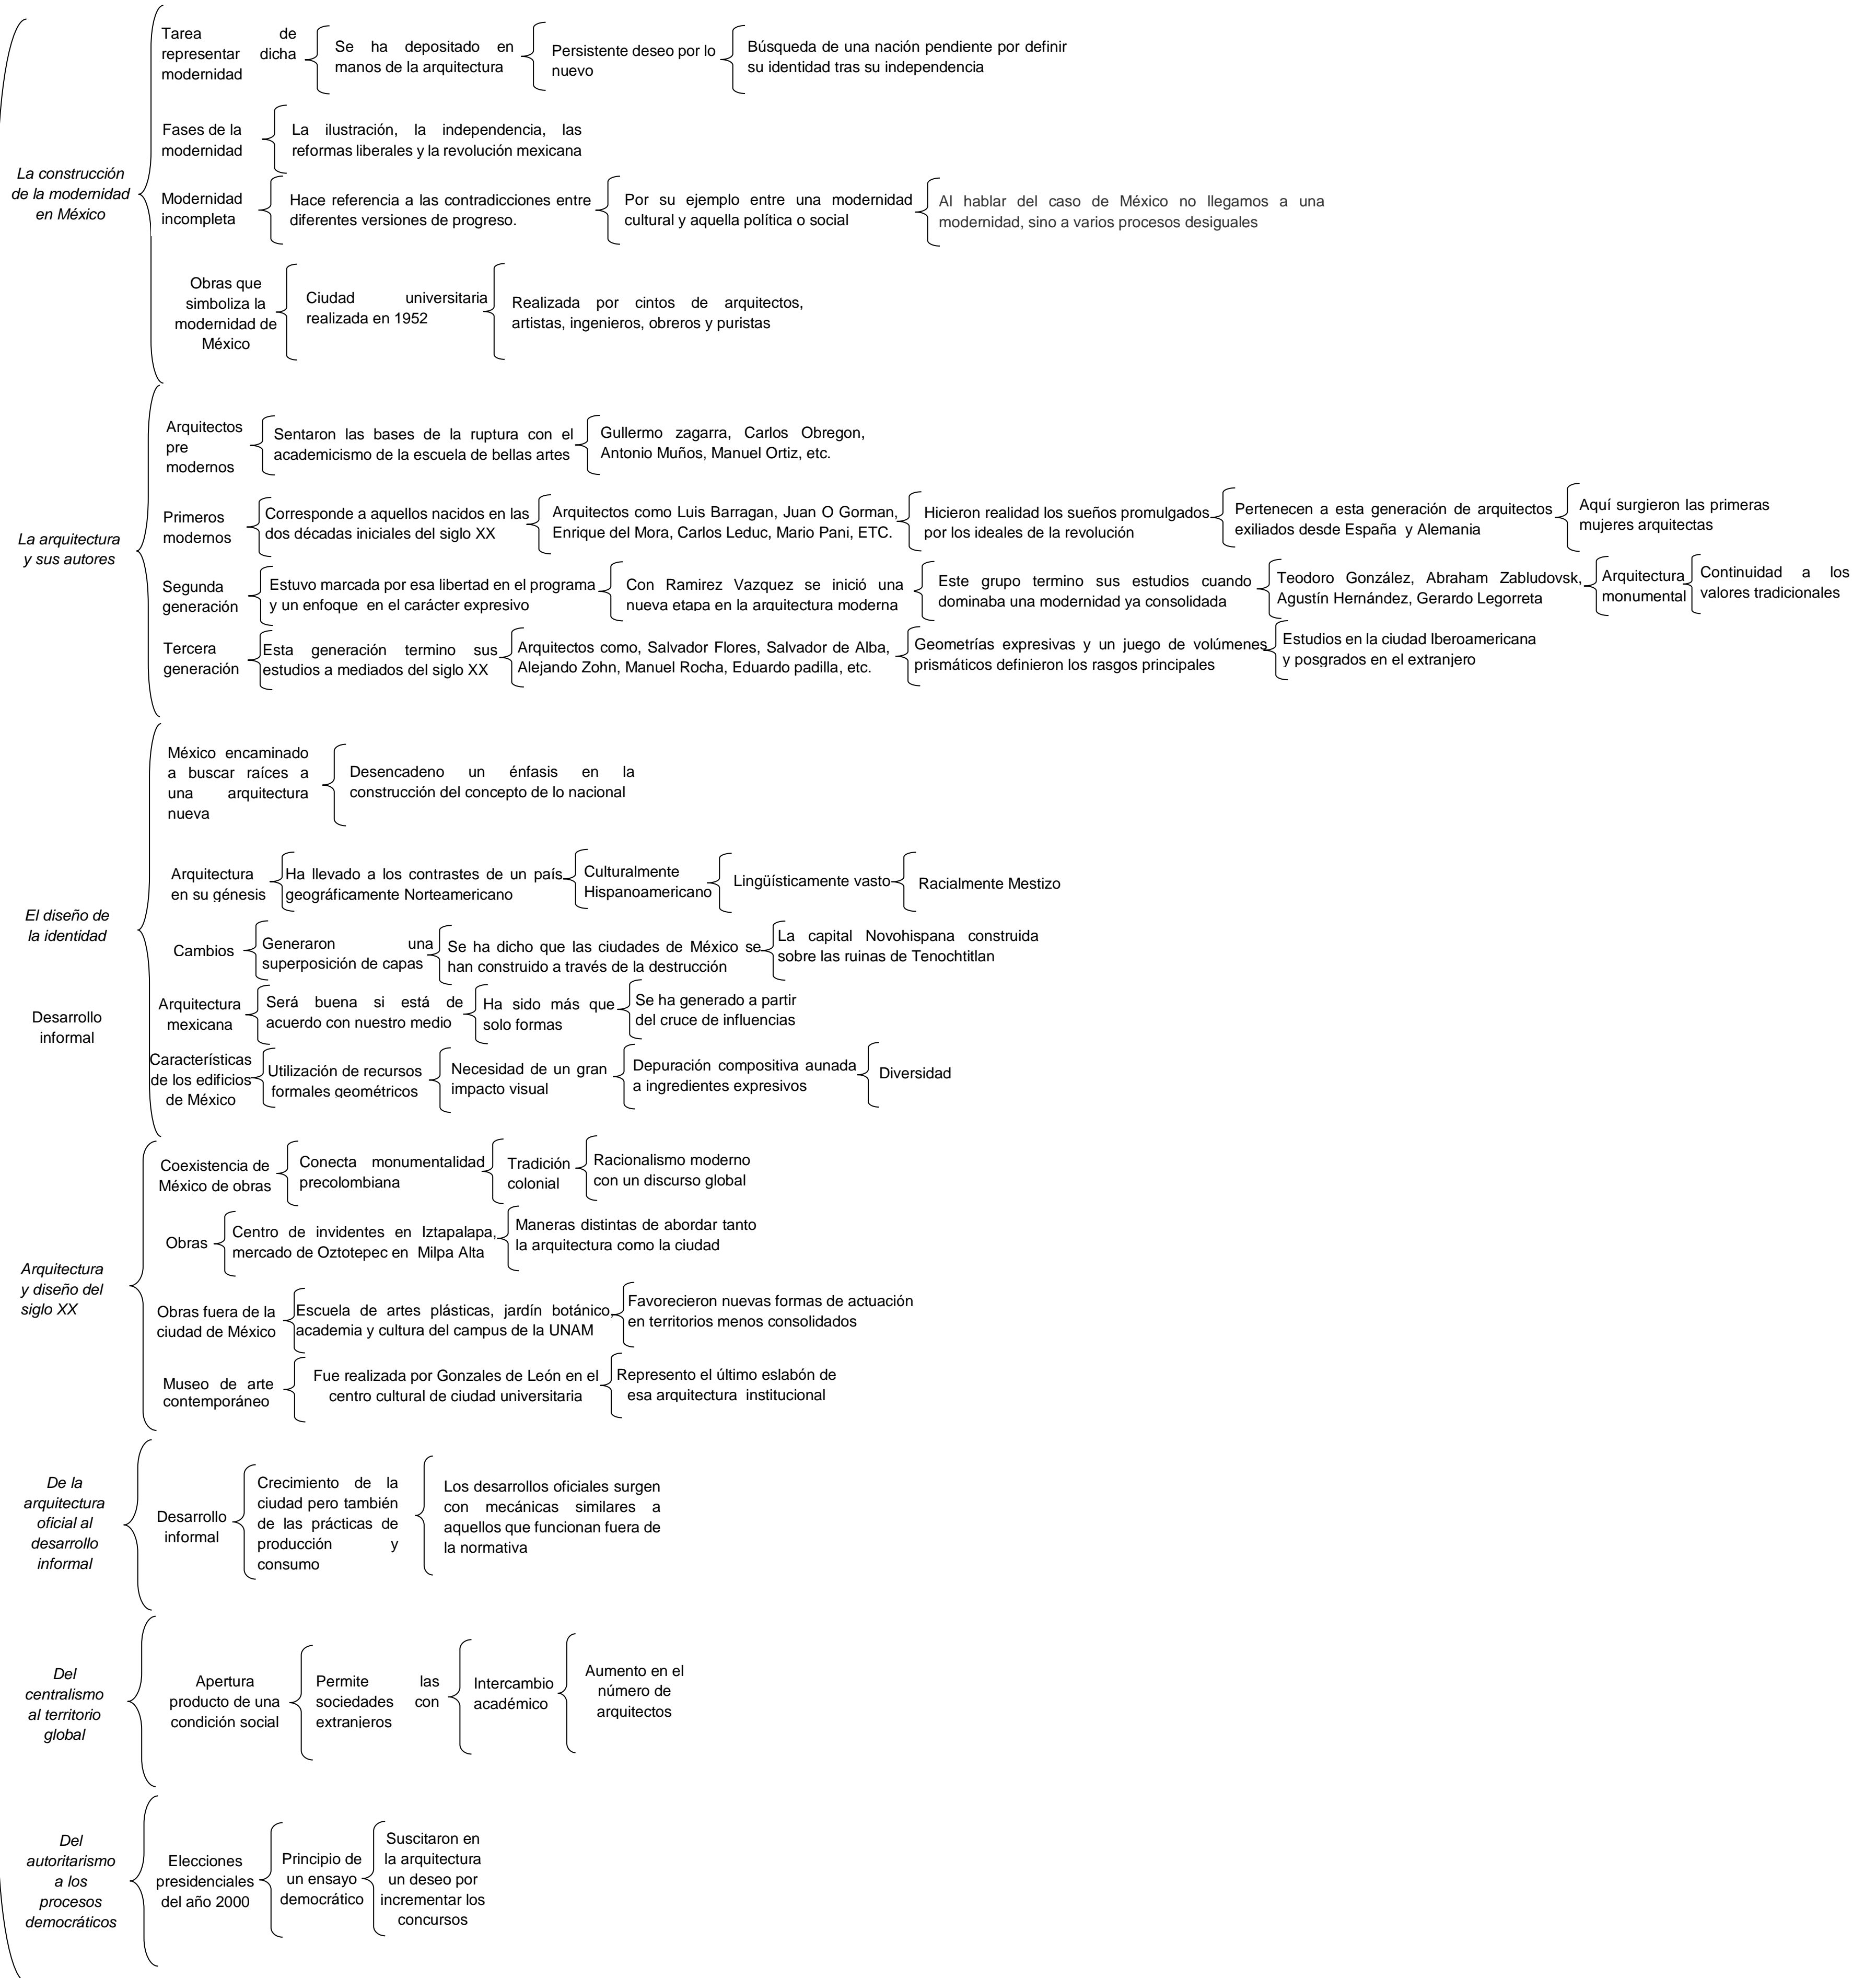 La construcción
de la modernidad
en México
Tarea de
representar dicha
modernidad
Se ha depositado en
manos de la arquitectura
Persistente deseo por lo
nuevo
Búsqueda de una nación pendiente por definir
su identidad tras su independencia
Fases de la
modernidad
La ilustración, la independencia, las
reformas liberales y la revolución mexicana
Modernidad
incompleta
Hace referencia a las contradicciones entre
diferentes versiones de progreso.
Por su ejemplo entre una modernidad
cultural y aquella política o social
Al hablar del caso de México no llegamos a una
modernidad, sino a varios procesos desiguales
Obras que
simboliza la
modernidad de
México
Ciudad universitaria
realizada en 1952
Realizada por cintos de arquitectos,
artistas, ingenieros, obreros y puristas
La arquitectura
y sus autores
Arquitectos
pre
modernos
Sentaron las bases de la ruptura con el
academicismo de la escuela de bellas artes
Gullermo zagarra, Carlos Obregon,
Antonio Muños, Manuel Ortiz, etc.
Primeros
modernos
Corresponde a aquellos nacidos en las
dos décadas iniciales del siglo XX
Arquitectos como Luis Barragan, Juan O Gorman,
Enrique del Mora, Carlos Leduc, Mario Pani, ETC.
Hicieron realidad los sueños promulgados
por los ideales de la revolución
Pertenecen a esta generación de arquitectos
exiliados desde España y Alemania
Aquí surgieron las primeras
mujeres arquitectas
Segunda
generación
Estuvo marcada por esa libertad en el programa
y un enfoque en el carácter expresivo
Con Ramirez Vazquez se inició una
nueva etapa en la arquitectura moderna
Este grupo termino sus estudios cuando
dominaba una modernidad ya consolidada
Teodoro González, Abraham Zabludovsk,
Agustín Hernández, Gerardo Legorreta
Arquitectura
monumental
Continuidad a los
valores tradicionales
Tercera
generación
Esta generación termino sus
estudios a mediados del siglo XX
Arquitectos como, Salvador Flores, Salvador de Alba,
Alejando Zohn, Manuel Rocha, Eduardo padilla, etc.
Geometrías expresivas y un juego de volúmenes
prismáticos definieron los rasgos principales
Estudios en la ciudad Iberoamericana
y posgrados en el extranjero
El diseño de
la identidad
Desarrollo
informal
México encaminado
a buscar raíces a
una arquitectura
nueva
Desencadeno un énfasis en la
construcción del concepto de lo nacional
Arquitectura
en su génesis
Ha llevado a los contrastes de un país
geográficamente Norteamericano
Culturalmente
Hispanoamericano
Lingüísticamente vasto
Racialmente Mestizo
Cambios
Generaron una
superposición de capas
Se ha dicho que las ciudades de México se
han construido a través de la destrucción
La capital Novohispana construida
sobre las ruinas de Tenochtitlan
Arquitectura
mexicana
Será buena si está de
acuerdo con nuestro medio
Ha sido más que
solo formas
Se ha generado a partir
del cruce de influencias
Características
de los edificios
de México
Utilización de recursos
formales geométricos
Necesidad de un gran
impacto visual
Depuración compositiva aunada
a ingredientes expresivos
Diversidad
Arquitectura
y diseño del
siglo XX
Coexistencia de
México de obras
Conecta monumentalidad
precolombiana
Tradición
colonial
Racionalismo moderno
con un discurso global
Obras
Centro de invidentes en Iztapalapa,
mercado de Oztotepec en Milpa Alta
Maneras distintas de abordar tanto
la arquitectura como la ciudad
Obras fuera de la
ciudad de México
Escuela de artes plásticas, jardín botánico,
academia y cultura del campus de la UNAM
Favorecieron nuevas formas de actuación
en territorios menos consolidados
Museo de arte
contemporáneo
Fue realizada por Gonzales de León en el
centro cultural de ciudad universitaria
Represento el último eslabón de
esa arquitectura institucional
De la
arquitectura
oficial al
desarrollo
informal
Desarrollo
informal
Crecimiento de la
ciudad pero también
de las prácticas de
producción y
consumo
Los desarrollos oficiales surgen
con mecánicas similares a
aquellos que funcionan fuera de
la normativa
Del
centralismo
al territorio
global
Apertura
producto de una
condición social
Permite las
sociedades con
extranjeros
Intercambio
académico
Aumento en el
número de
arquitectos
Del
autoritarismo
a los
procesos
democráticos
Elecciones
presidenciales
del año 2000
Principio de
un ensayo
democrático
Suscitaron en
la arquitectura
un deseo por
incrementar los
concursos